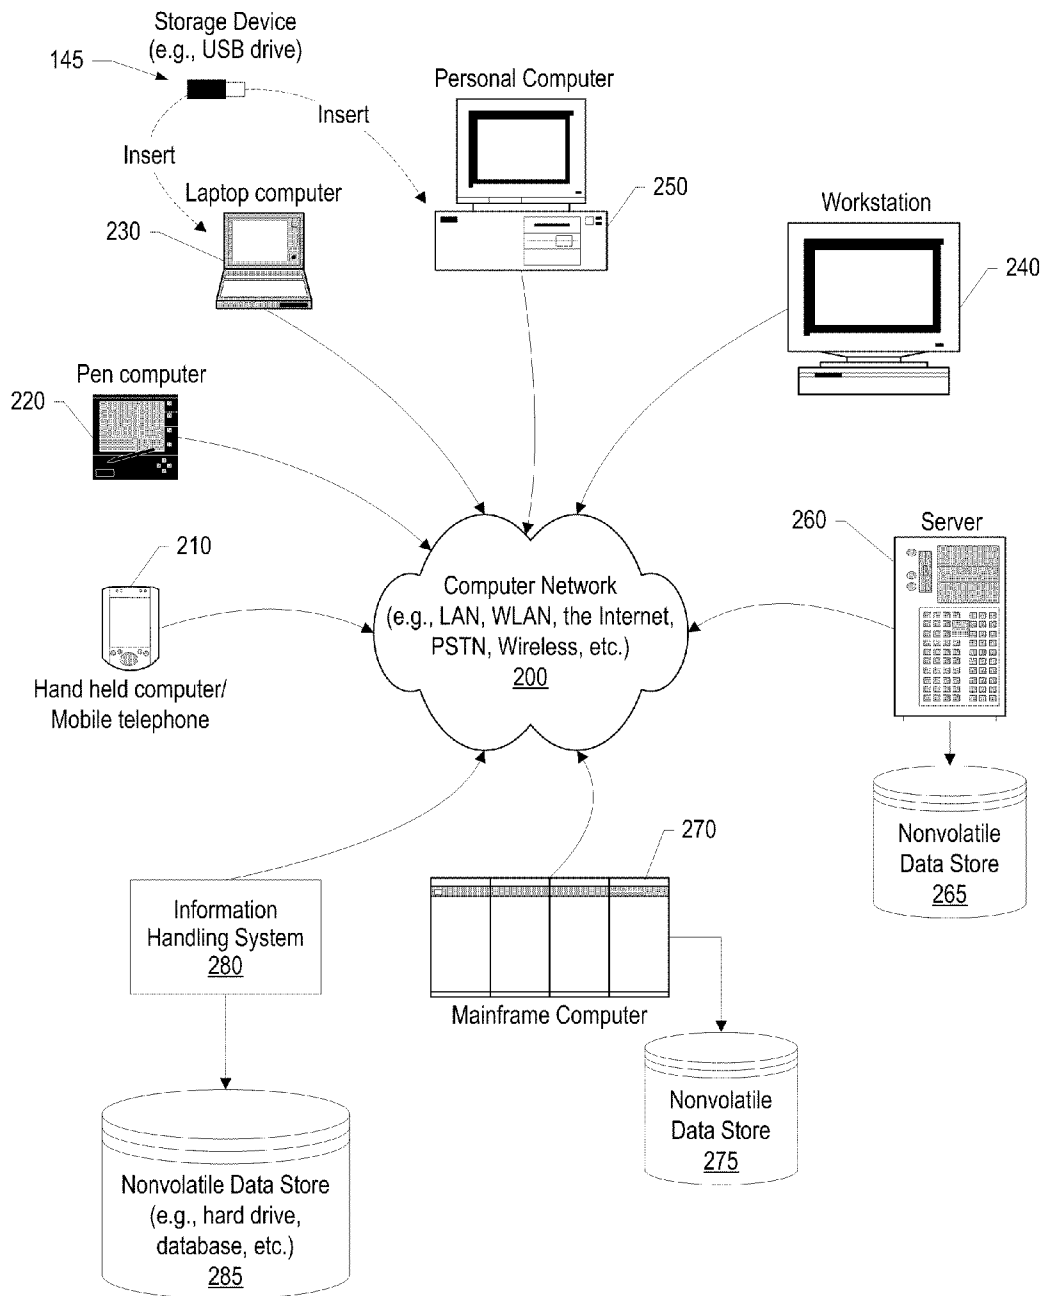 Storage Device
(e.g., USB drive)
145
Personal Computer
Insert
Insert
Laptop computer
250
Workstation
230
240
Pen computer
220
260
Server
210
Computer Network
(e.g., LAN, WLAN, the Internet,
PSTN, Wireless, etc.)
200
Hand held computer/
Mobile telephone
270
Nonvolatile
Data Store
265
Information
Handling System
280
Mainframe Computer
Nonvolatile
Data Store
275
Nonvolatile Data Store
(e.g., hard drive,
database, etc.)
285